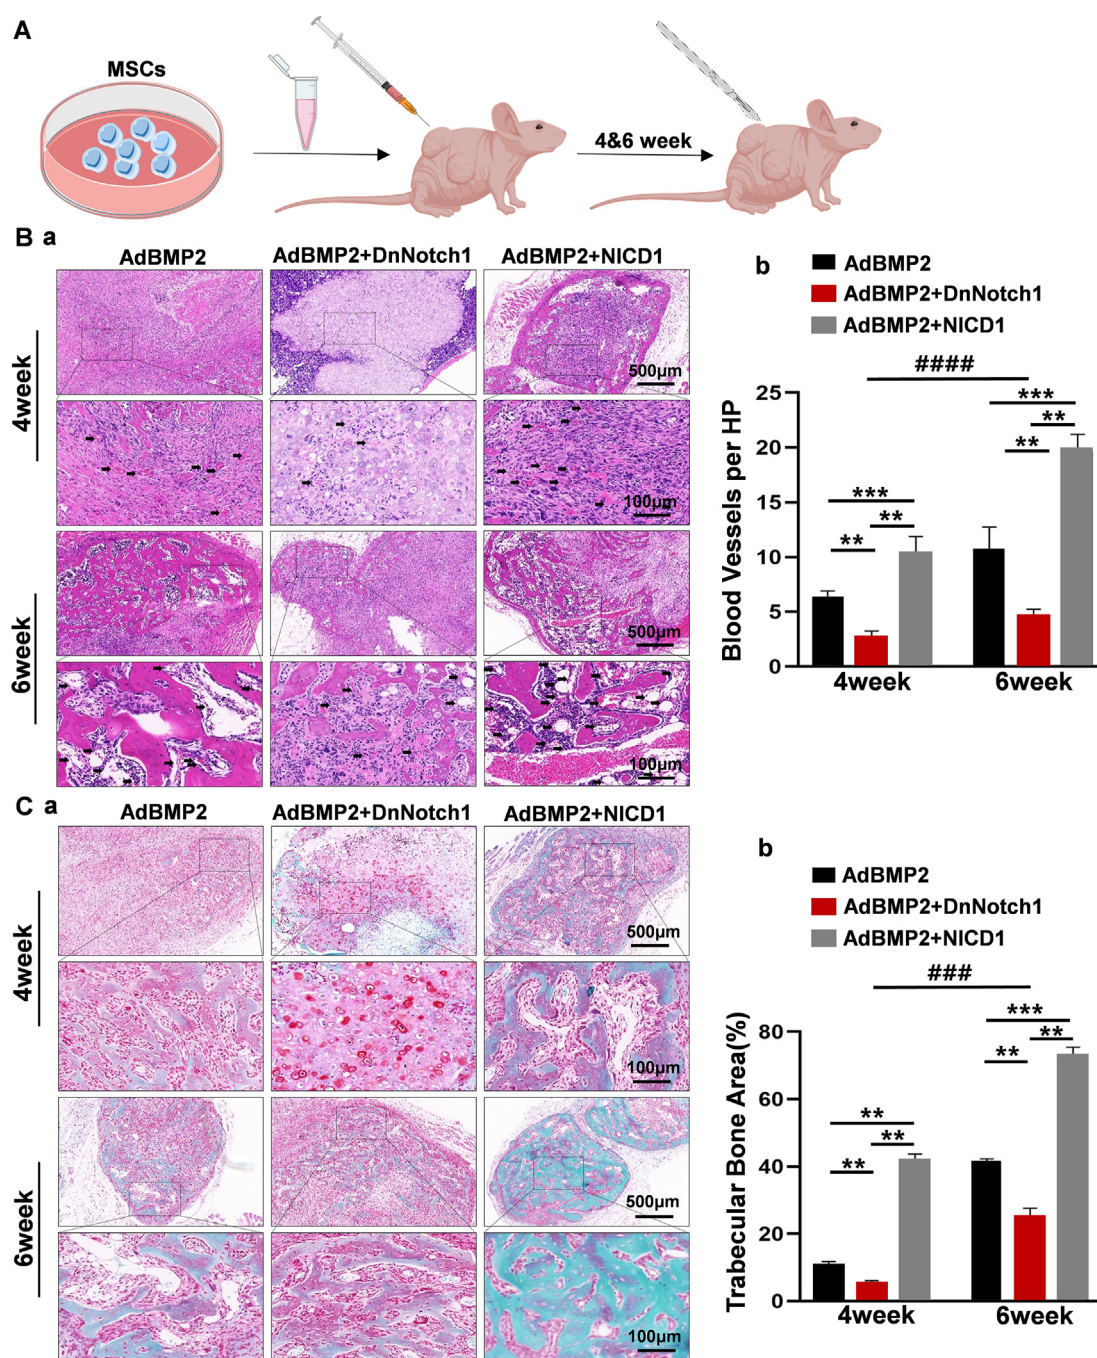 A
MSCs
4&6 week
B a
AdBMP2 AdBMP2+DnNotch1 AdBMP2+NICD1
4week
500μm
100μm
6week
500μm
100μm
b
AdBMP2
AdBMP2+DnNotch1
AdBMP2+NICD1
####
*** ** **
*** ** **
Blood Vessels per HP
25
20
15
10
5
0
4week 6week
C a
AdBMP2 AdBMP2+DnNotch1 AdBMP2+NICD1
4week
500μm
100μm
6week
500μm
100μm
b
AdBMP2
AdBMP2+DnNotch1
AdBMP2+NICD1
###
** ** **
*** ** **
Trabecular Bone Area(%)
80
60
40
20
0
4week 6week